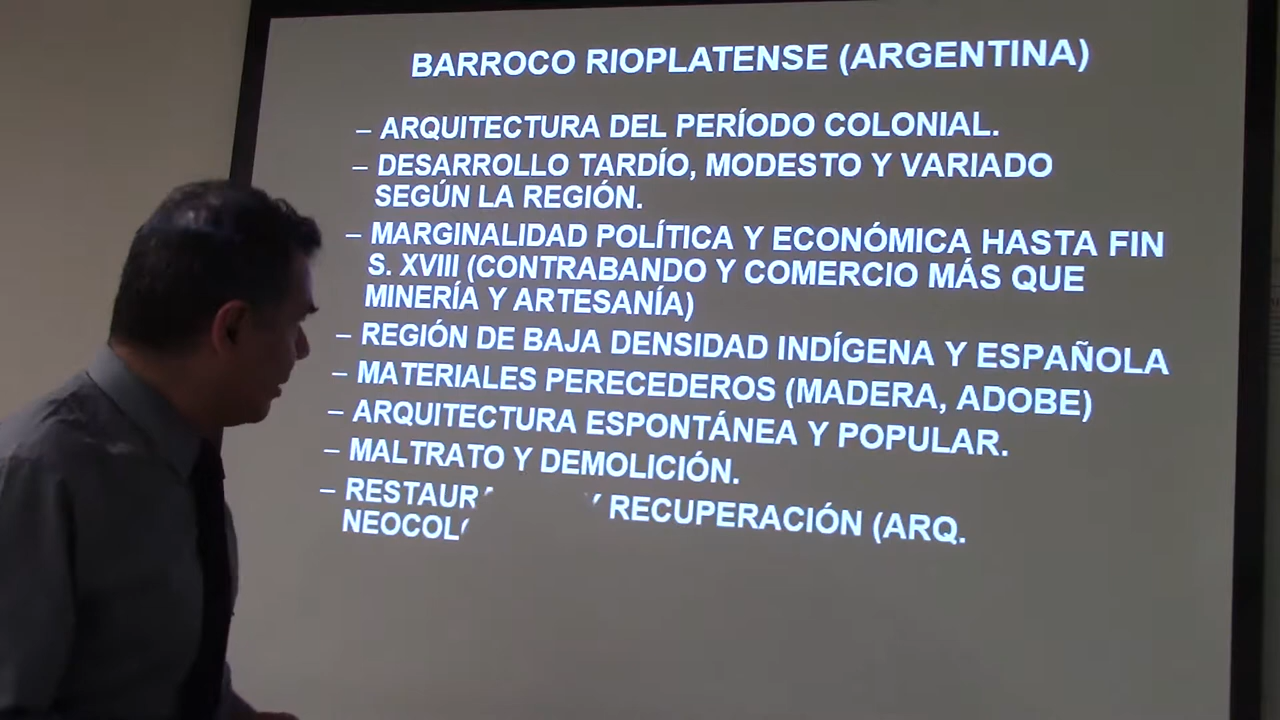 BARROCO RIOPLATENSE (ARGENTINA)
– ARQUITECTURA DEL PERÍODO COLONIAL.
– DESARROLLO TARDÍO, MODESTO Y VARIADO
SEGÚN LA REGIÓN.
– MARGINALIDAD POLÍTICA Y ECONÓMICA HASTA FIN
S. XVIII (CONTRABANDO Y COMERCIO MÁS QUE
MINERÍA Y ARTESANÍA)
– REGIÓN DE BAJA DENSIDAD INDÍGENA Y ESPAÑOLA
– MATERIALES PERECEDEROS (MADERA, ADOBE)
– ARQUITECTURA ESPONTÁNEA Y POPULAR.
– MALTRATO Y DEMOLICIÓN.
– Y RECUPERACIÓN (ARQ.